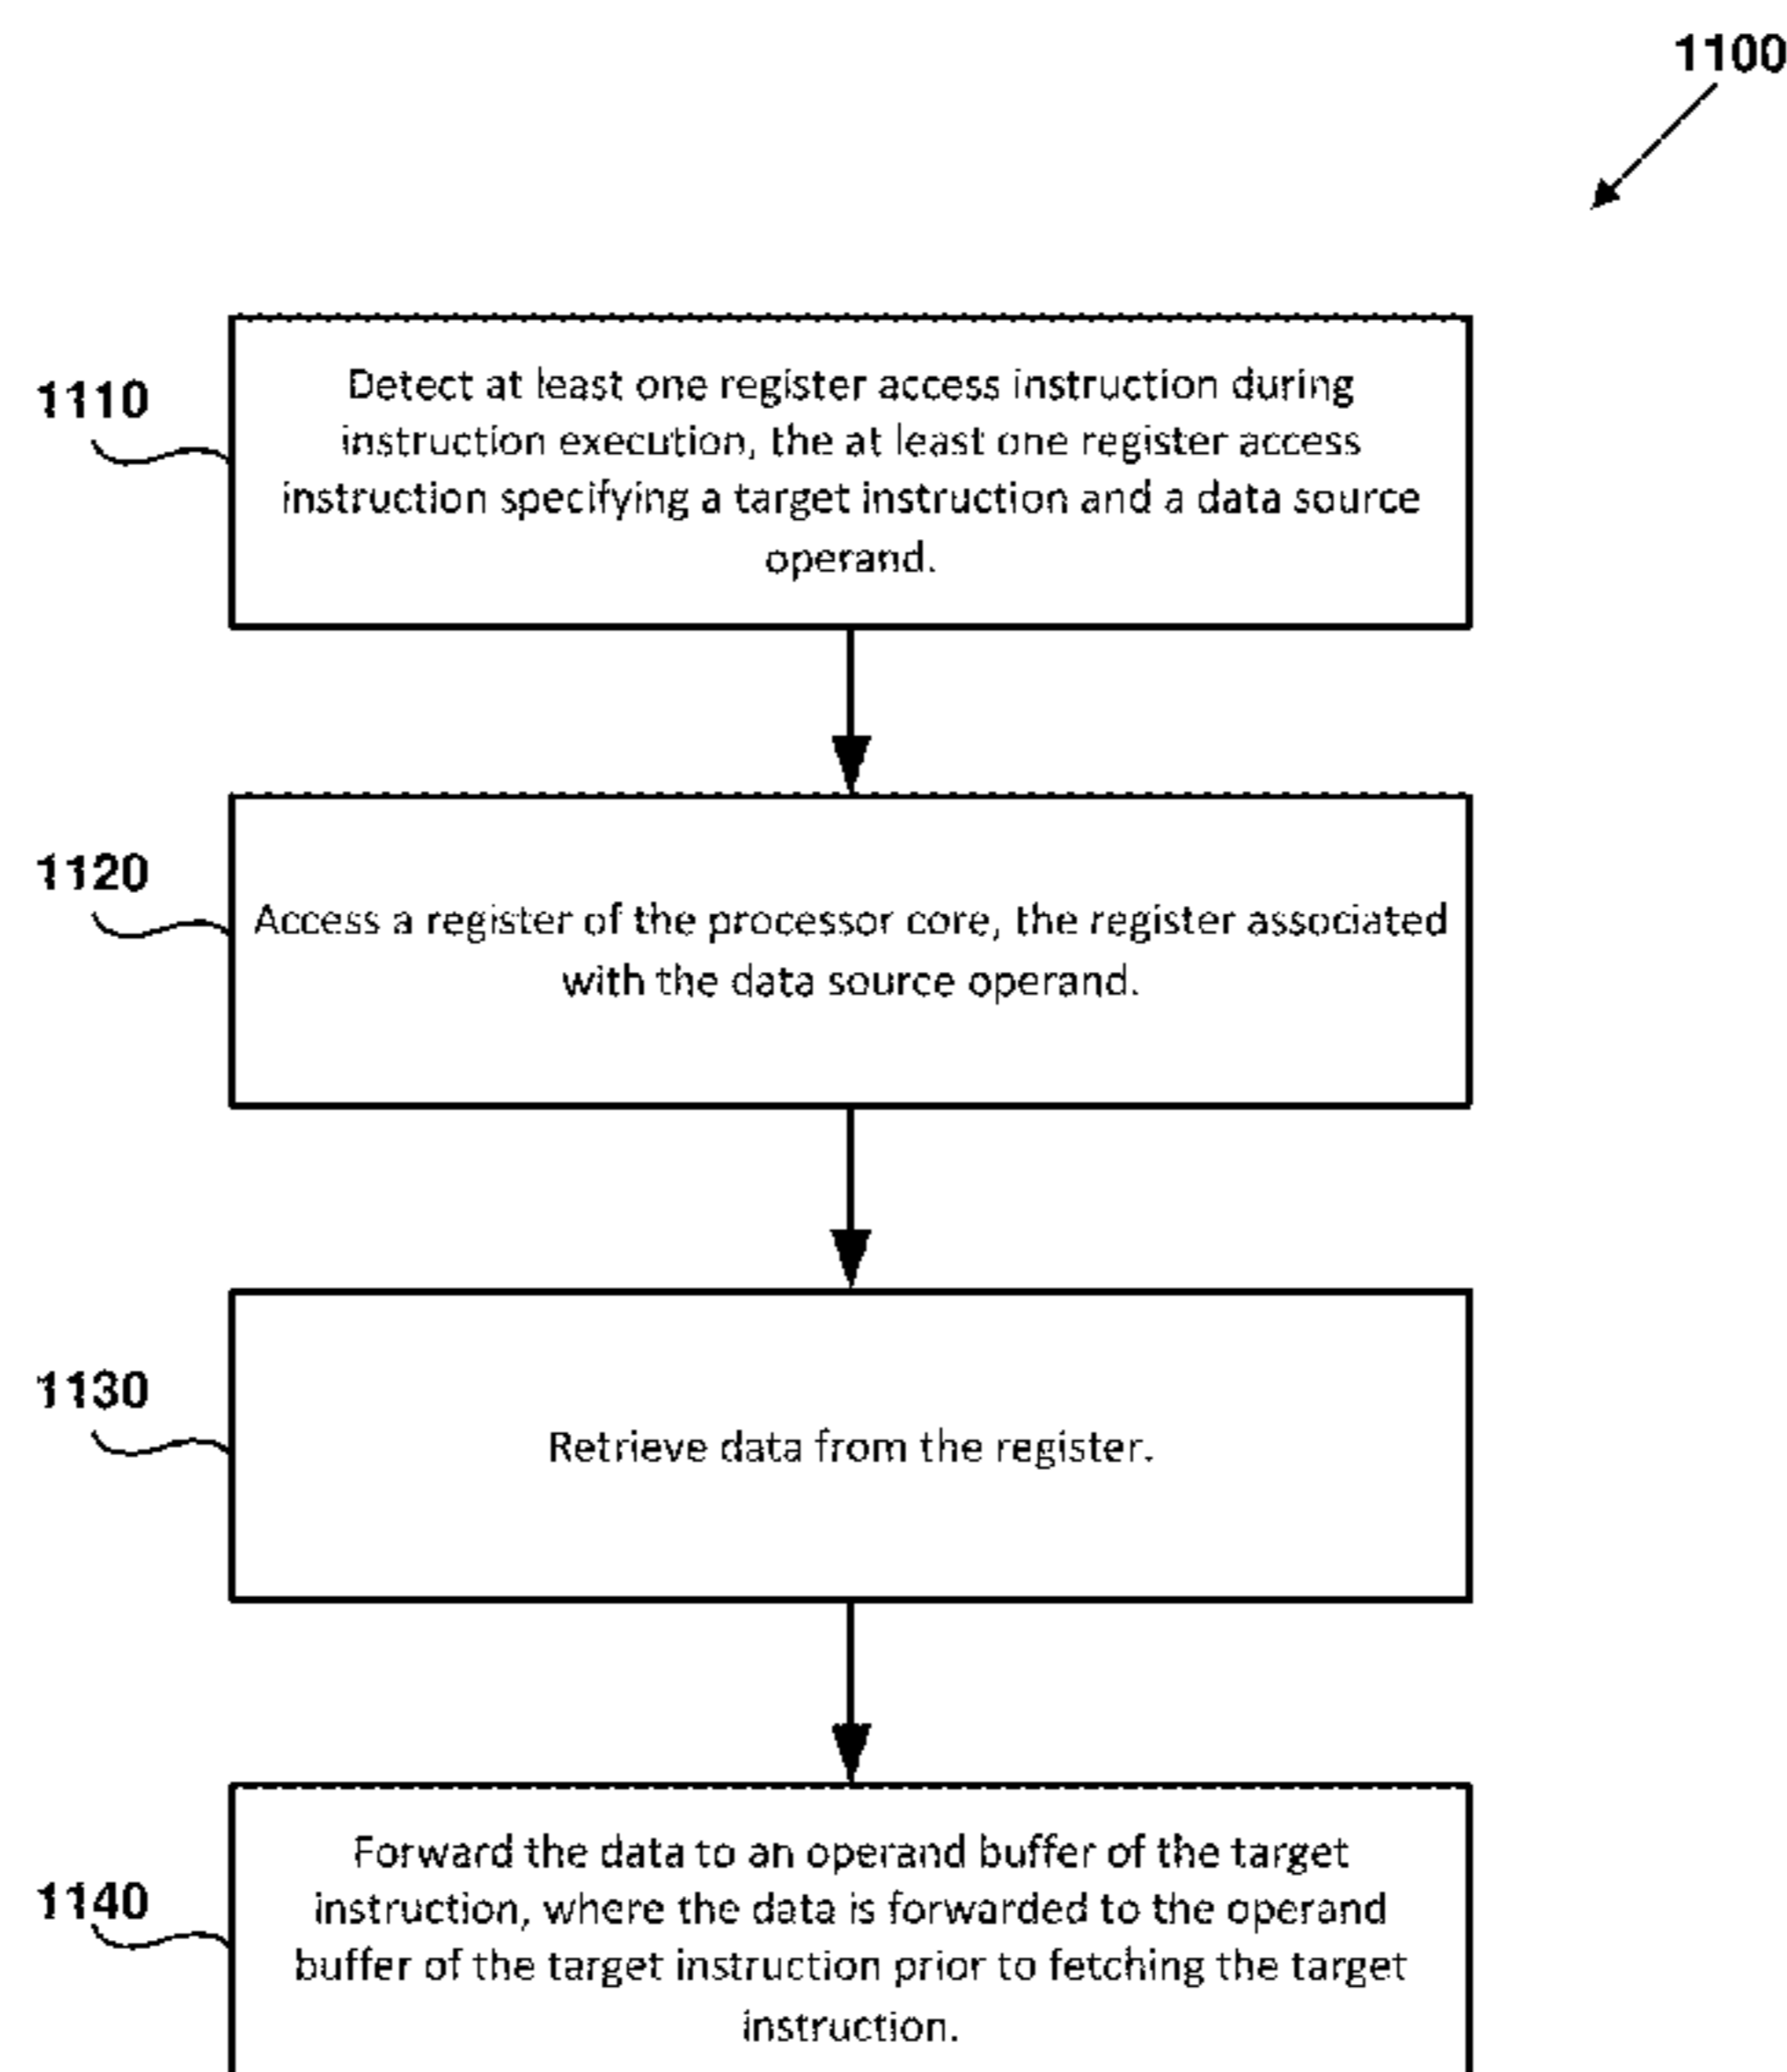 1100
1110
Detect at least one register access instruction during
instruction execution, the at least one register access
instruction specifying a target instruction and a data source
operand.
1120
Access a register of the processor core, the register associated
with the data source operand.
1130
Retrieve data from the register.
1140
Forward the data to an operand buffer of the target
instruction, where the data is forwarded to the operand
buffer of the target instruction prior to fetching the target
instruction.